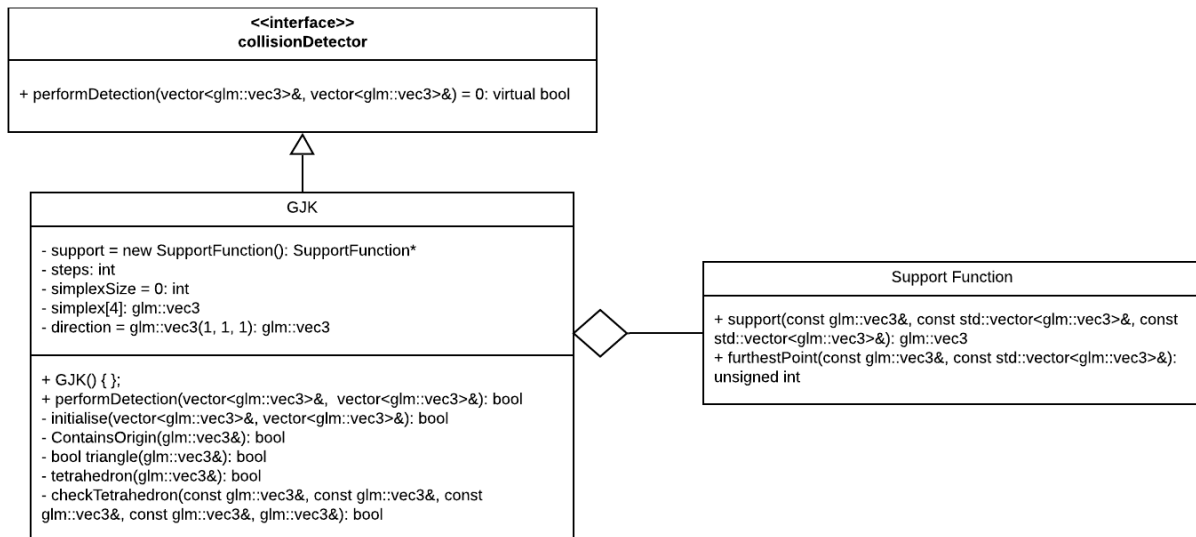 <<interface>>
collisionDetector
+ performDetection(vector<glm::vec3>&, vector<glm::vec3>&) = 0: virtual bool
GJK
- support = new SupportFunction(): SupportFunction*
- steps: int
- simplexSize = 0: int
- simplex[4]: glm::vec3
- direction = glm::vec3(1, 1, 1): glm::vec3
+ GJK() { };
+ performDetection(vector<glm::vec3>&, vector<glm::vec3>&): bool
- initialise(vector<glm::vec3>&, vector<glm::vec3>&): bool
- ContainsOrigin(glm::vec3&): bool
- bool triangle(glm::vec3&): bool
- tetrahedron(glm::vec3&): bool
- checkTetrahedron(const glm::vec3&, const glm::vec3&, const
glm::vec3&, const glm::vec3&, glm::vec3&): bool
Support Function
+ support(const glm::vec3&, const std::vector<glm::vec3>&, const
std::vector<glm::vec3>&): glm::vec3
+ furthestPoint(const glm::vec3&, const std::vector<glm::vec3>&):
unsigned int